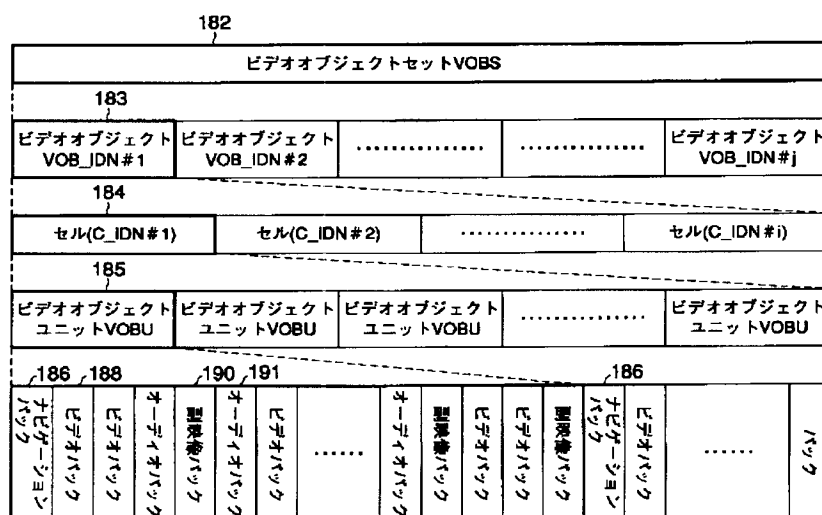 182
ビデオオブジェクトセットVOBS
183
ビデオオブジェクト
VOB_IDN#1
ビデオオブジェクト
VOB_IDN#2
ビデオオブジェクト
VOB_IDN#j
184
セル(C_IDN#1)
セル(C_IDN#2)
セル(C_IDN#i)
185
ビデオオブジェクト
ユニットVOBU
ビデオオブジェクト
ユニットVOBU
ビデオオブジェクト
ユニットVOBU
ビデオオブジェクト
ユニットVOBU
186
188
190
191
186
ナビゲーション
パック
ビデオパック
ビデオパック
オーディオパック
副映像パック
オーディオパック
ビデオパック
オーディオパック
副映像パック
ビデオパック
ビデオパック
副映像パック
ナビゲーション
パック
ビデオパック
パック